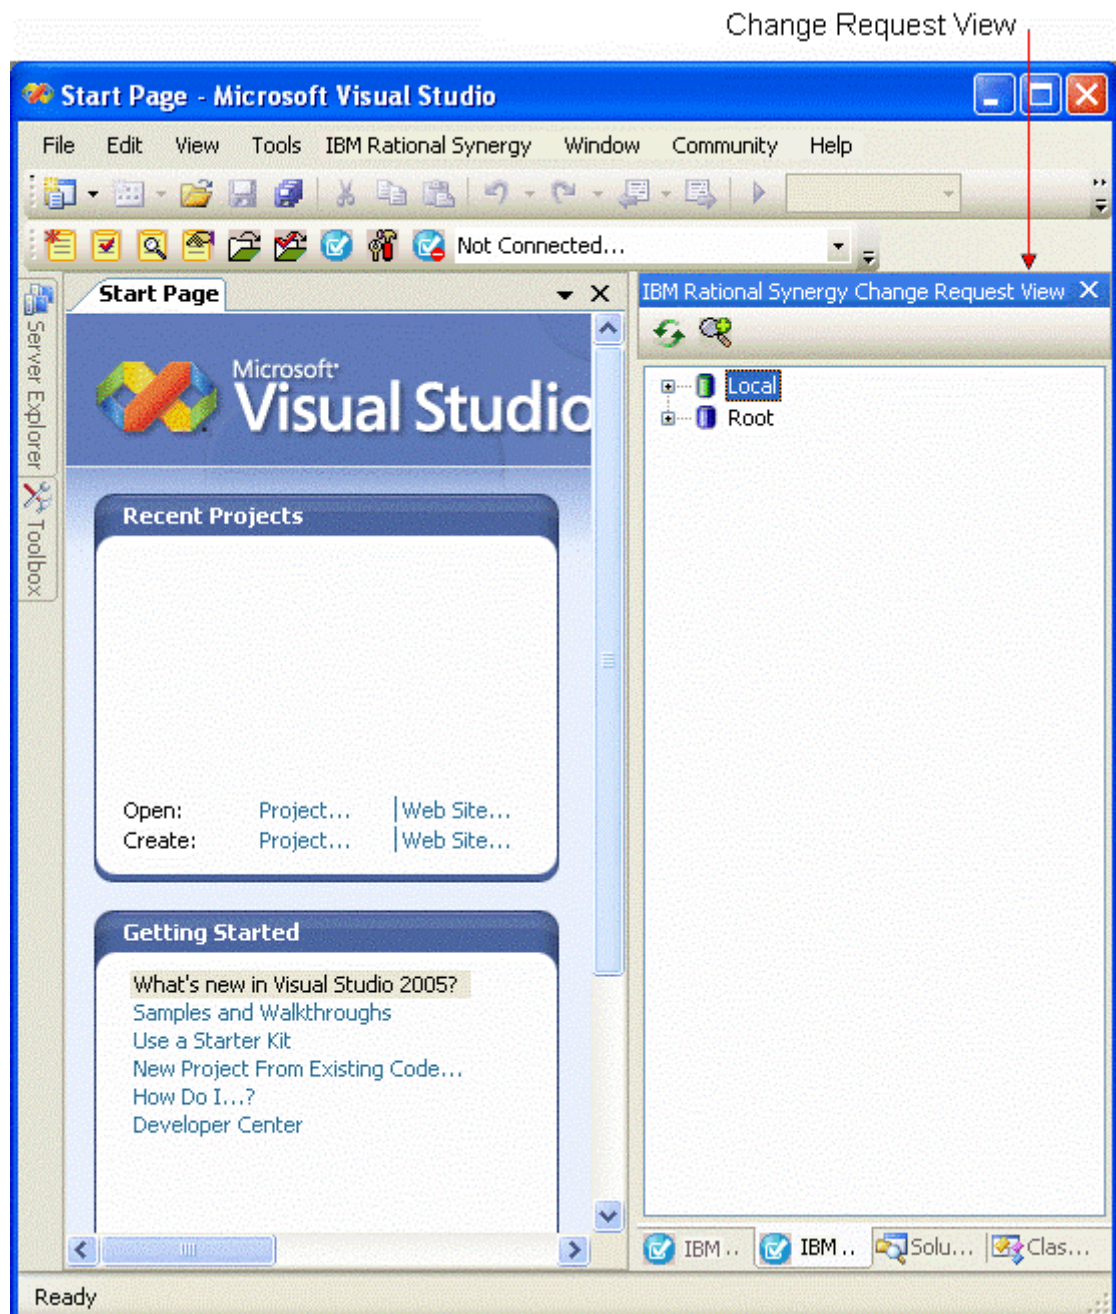 Change Request View
Start Page - Microsoft Visual Studio
File Edit View Tools IBM Rational Synergy Window Community Help
Not Connected...
Server Explorer
Toolbox
Start Page
Microsoft
Visual Studio
Recent Projects
Open: Project... Web Site...
Create: Project... Web Site...
Getting Started
What's new in Visual Studio 2005?
Samples and Walkthroughs
Use a Starter Kit
New Project From Existing Code...
How Do I...?
Developer Center
IBM Rational Synergy Change Request View
Local
Root
IBM .. IBM .. Solu... Clas...
Ready